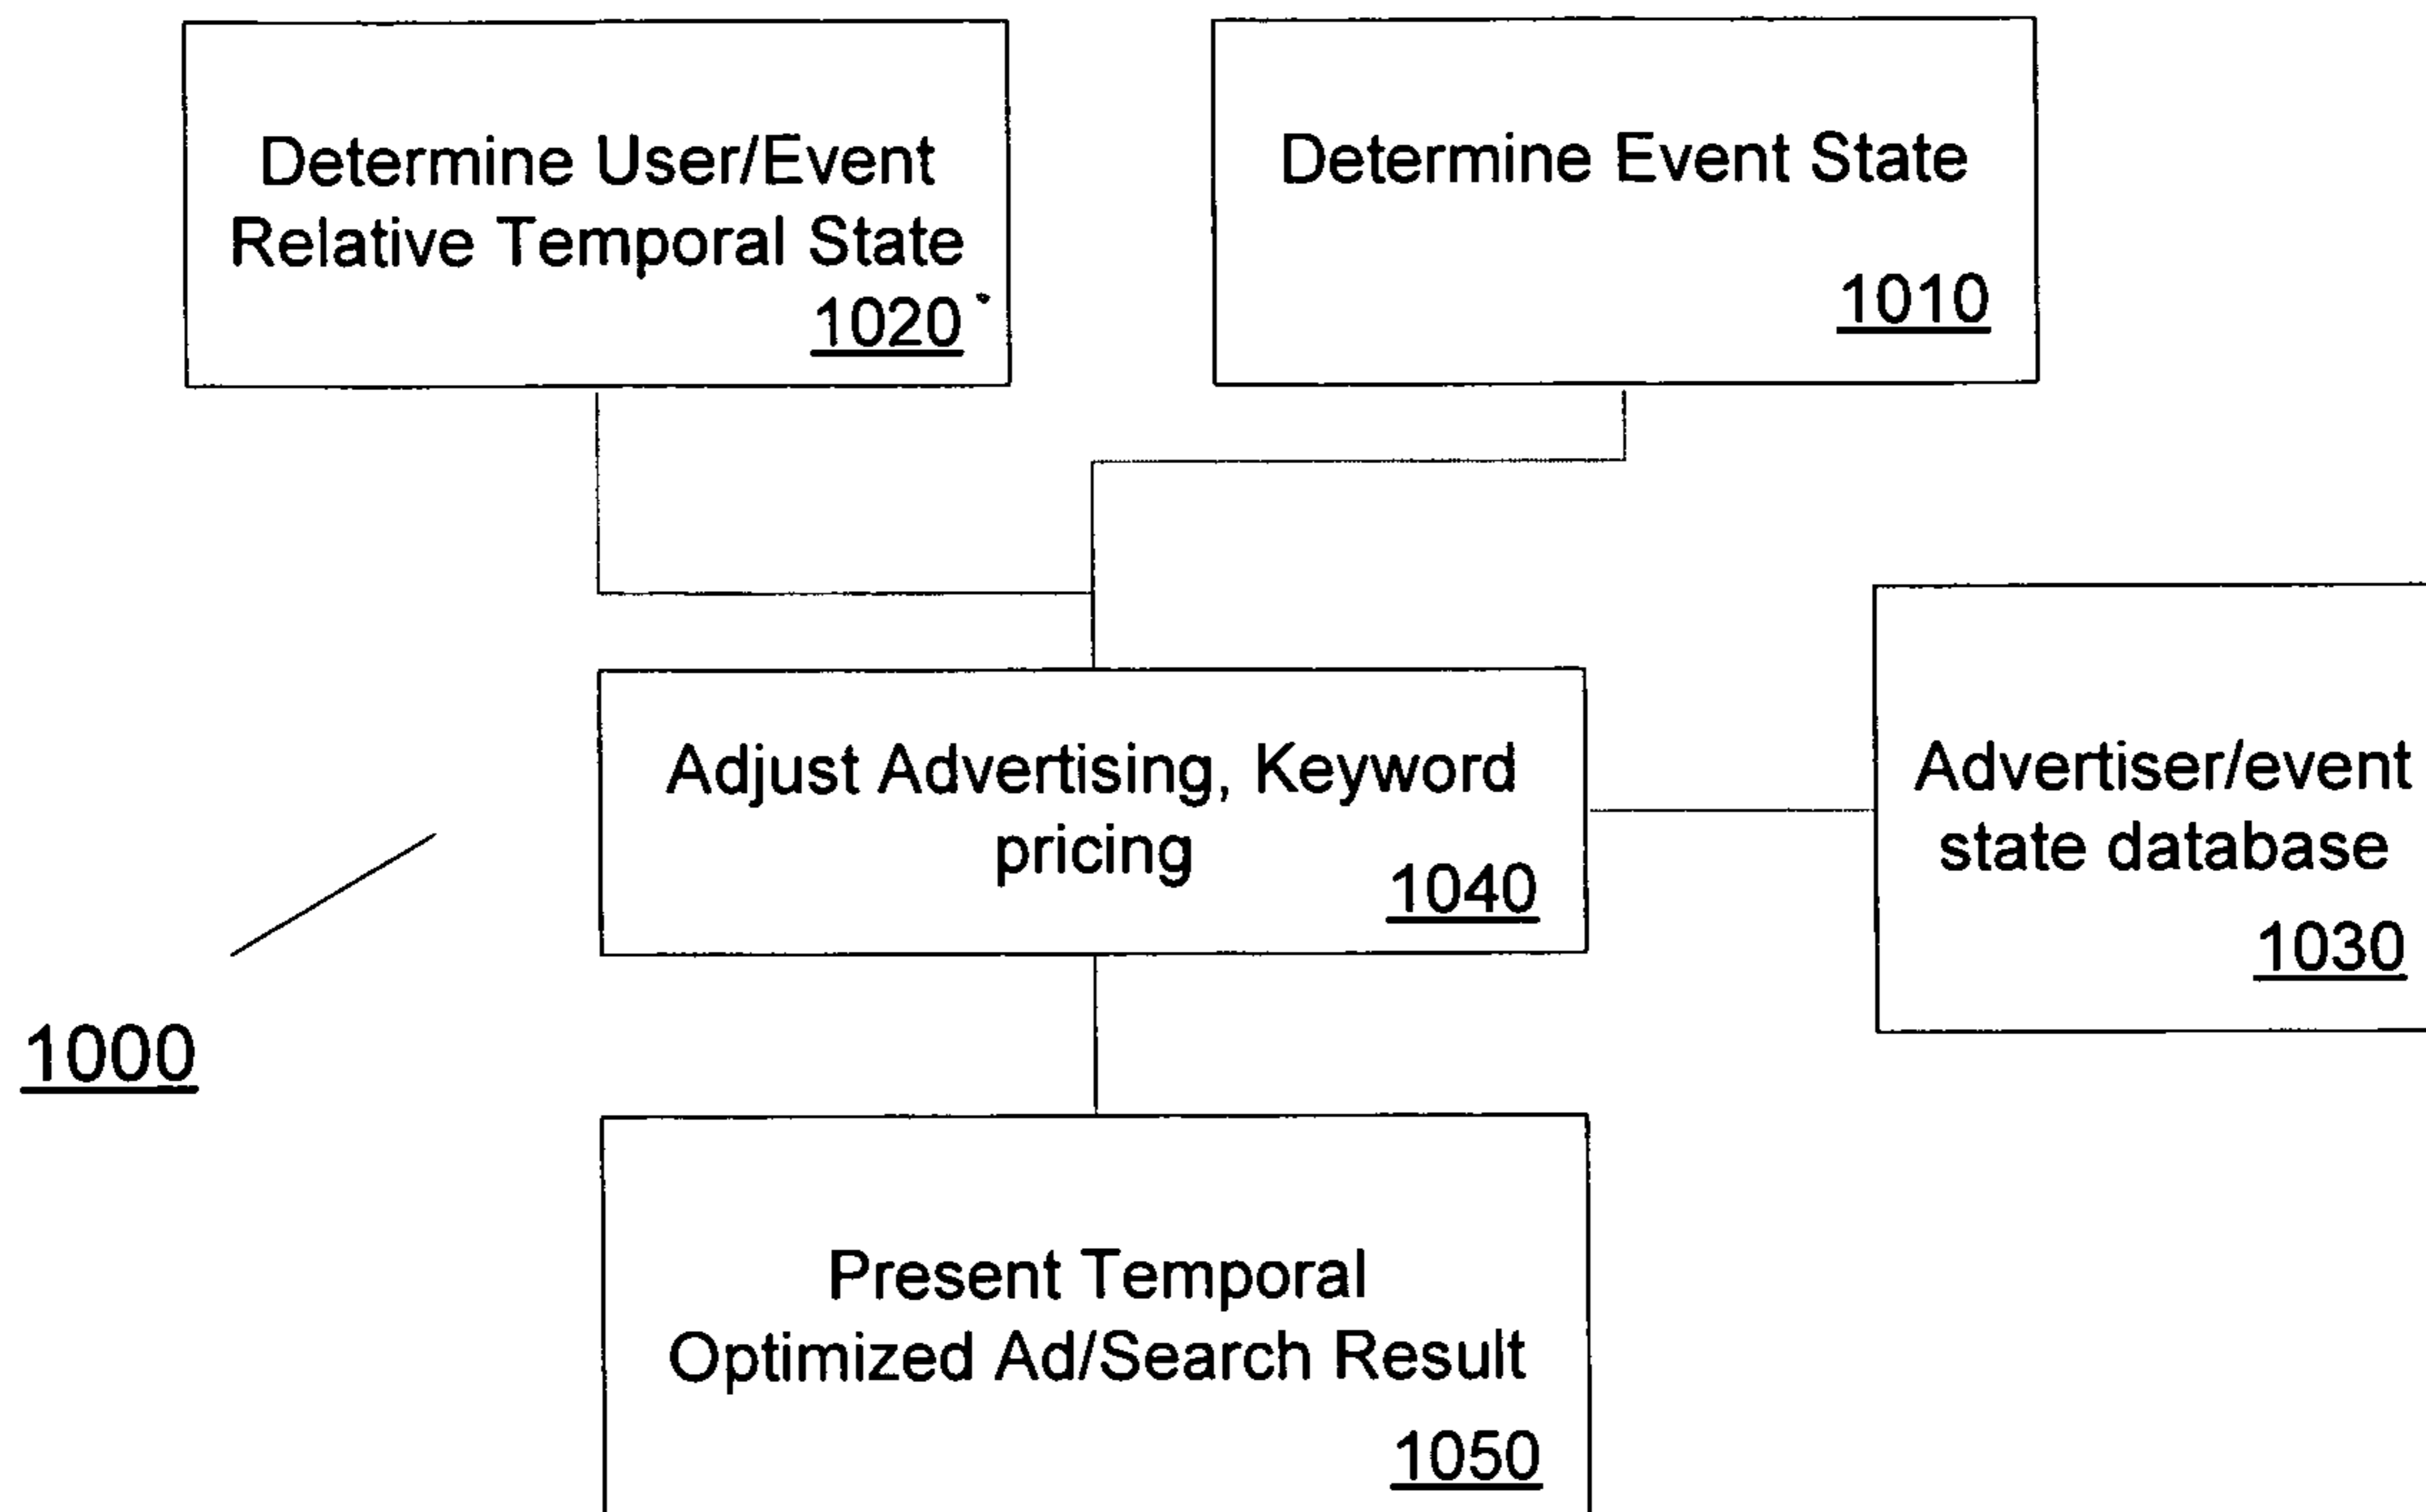 Determine User/Event
Relative Temporal State
1020
Determine Event State
1010
Adjust Advertising, Keyword
pricing
1040
Advertiser/event
state database
1030
1000
Present Temporal
Optimized Ad/Search Result
1050